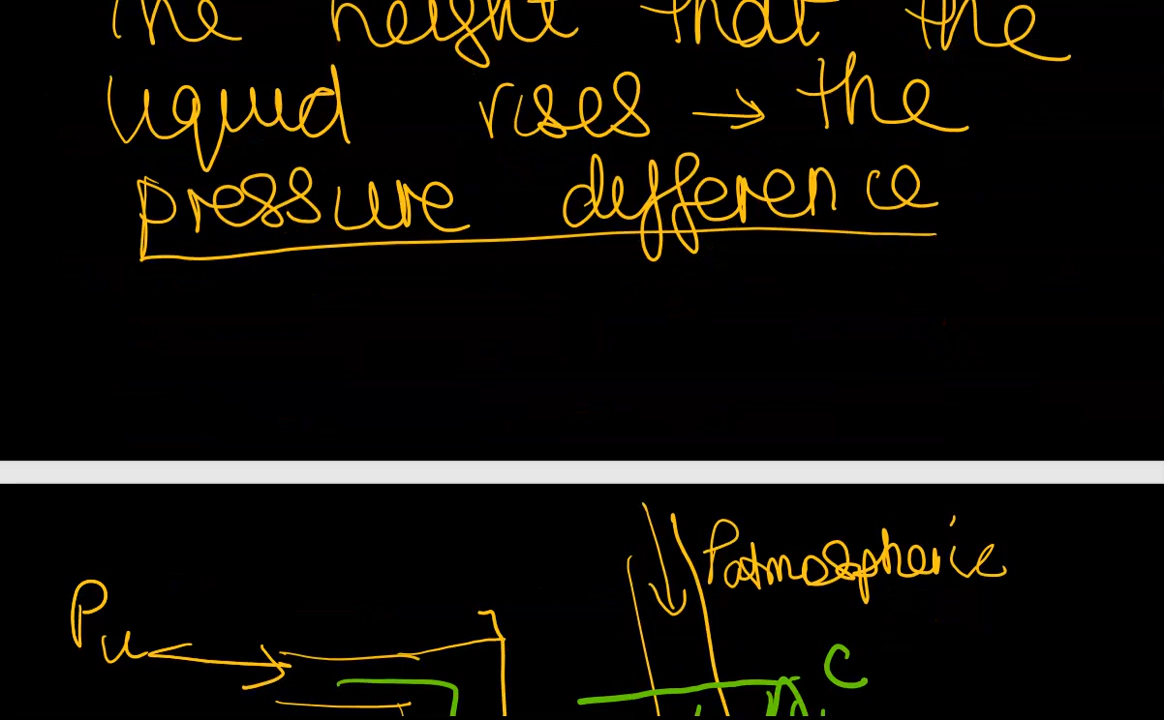 The height that the
liquid rises → the
pressure difference
Patmospheric
Pu
C